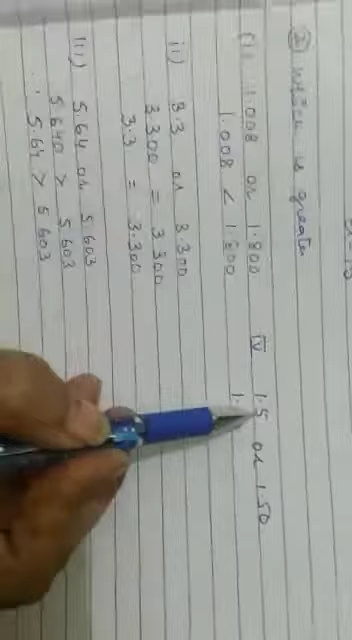 ② which is greater
(i) 1.008 or 1.800
1.008 < 1.800
ii) 3.3 or 3.300
3.300 = 3.300
3.3 = 3.300
iii) 5.64 or 5.603
5.640 > 5.603
∴ 5.64 > 5.603
iv 1.5 or 1.50
1.